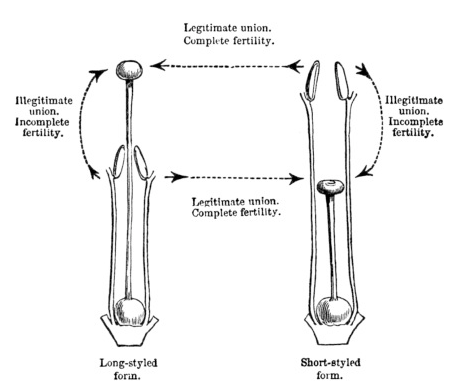 Legitimate union.
Complete fertility.
Illegitimate
union.
Incomplete
fertility.
Illegitimate
union.
Incomplete
fertility.
Legitimate union.
Complete fertility.
Long-styled
form.
Short-styled
form.